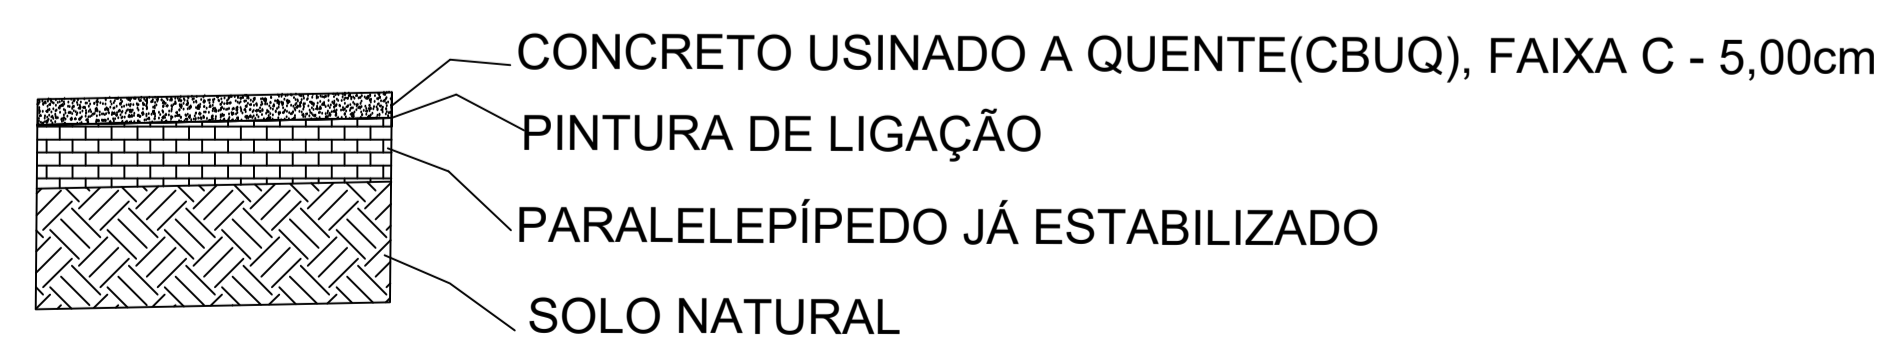 CONCRETO USINADO A QUENTE(CBUQ), FAIXA C - 5,00cm
PINTURA DE LIGAÇÃO
PARALELEPÍPEDO JÁ ESTABILIZADO
SOLO NATURAL